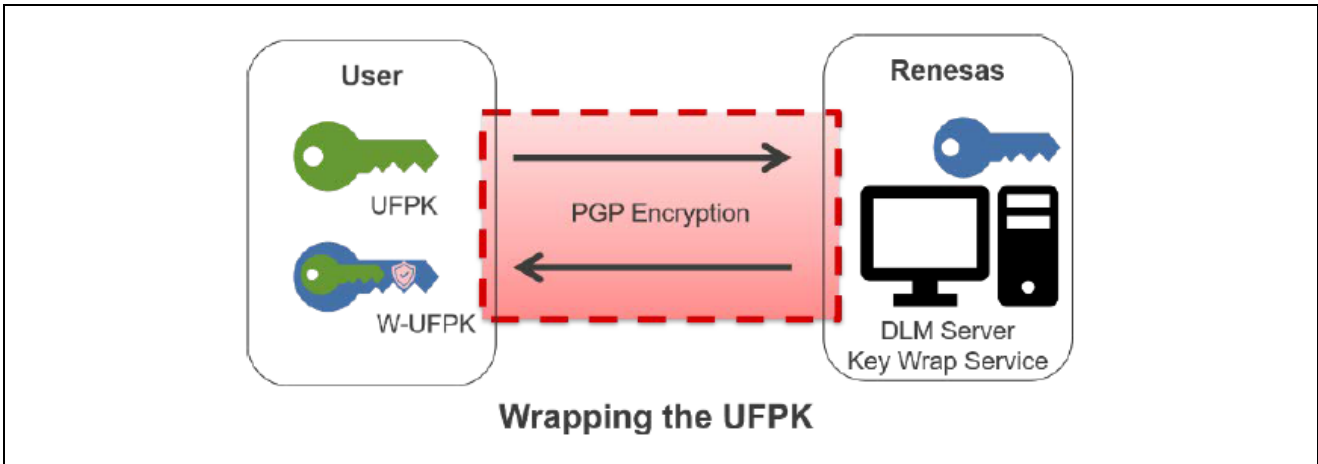 User
UFPK
W-UFPK
PGP Encryption
Renesas
DLM Server
Key Wrap Service
Wrapping the UFPK